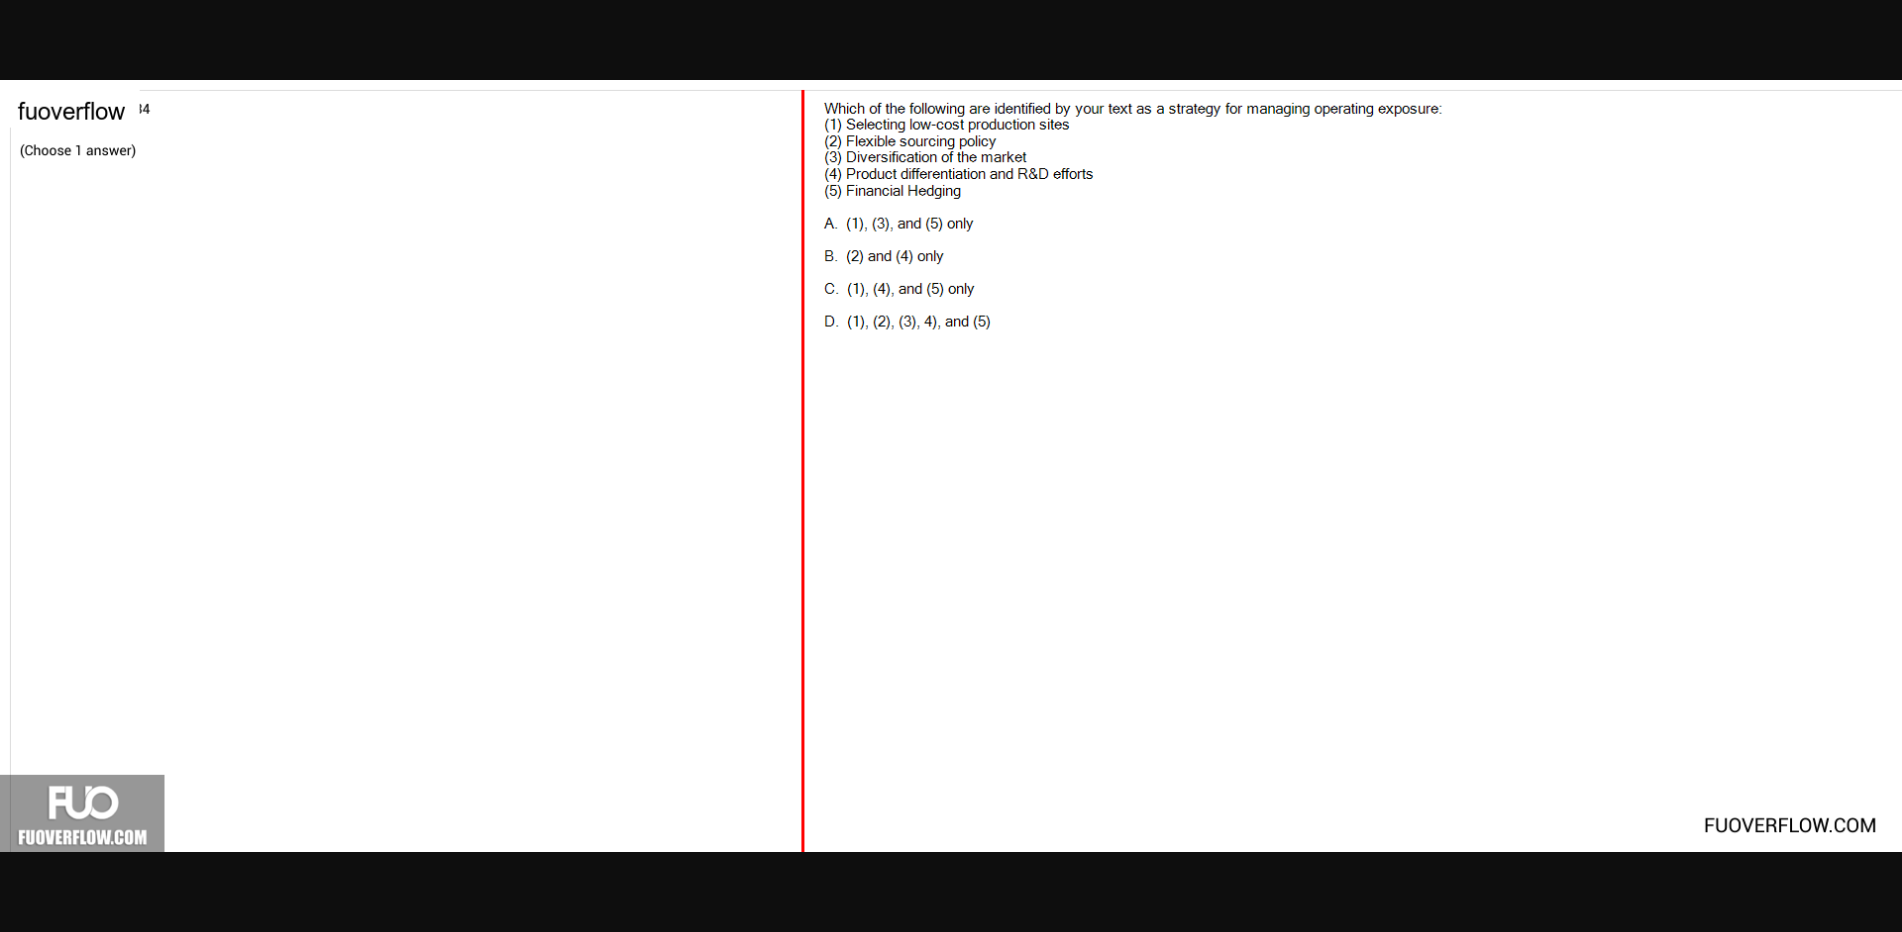 fuoverflow 34
(Choose 1 answer)
Which of the following are identified by your text as a strategy for managing operating exposure:
(1) Selecting low-cost production sites
(2) Flexible sourcing policy
(3) Diversification of the market
(4) Product differentiation and R&D efforts
(5) Financial Hedging
A. (1), (3), and (5) only
B. (2) and (4) only
C. (1), (4), and (5) only
D. (1), (2), (3), 4), and (5)
FUO
FUOVERFLOW.COM
FUOVERFLOW.COM